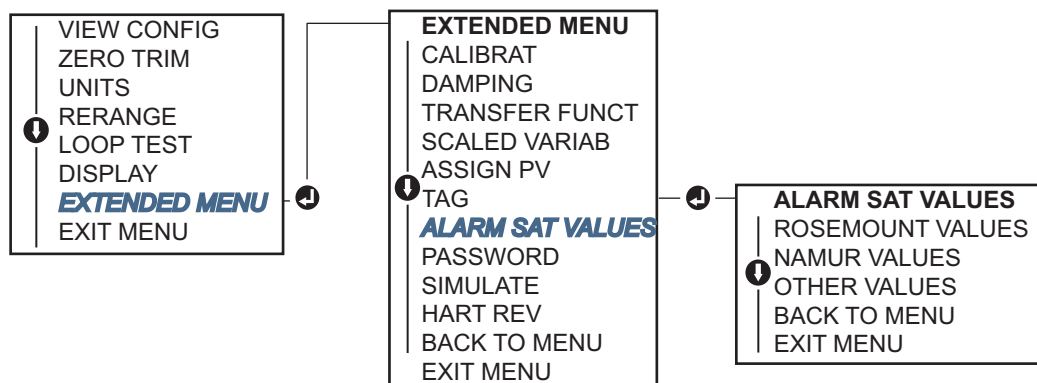 VIEW CONFIG
ZERO TRIM
UNITS
RERANGE
LOOP TEST
DISPLAY
EXTENDED MENU
EXIT MENU
EXTENDED MENU
CALIBRAT
DAMPING
TRANSFER FUNCT
SCALED VARIAB
ASSIGN PV
TAG
ALARM SAT VALUES
PASSWORD
SIMULATE
HART REV
BACK TO MENU
EXIT MENU
ALARM SAT VALUES
ROSEMOUNT VALUES
NAMUR VALUES
OTHER VALUES
BACK TO MENU
EXIT MENU